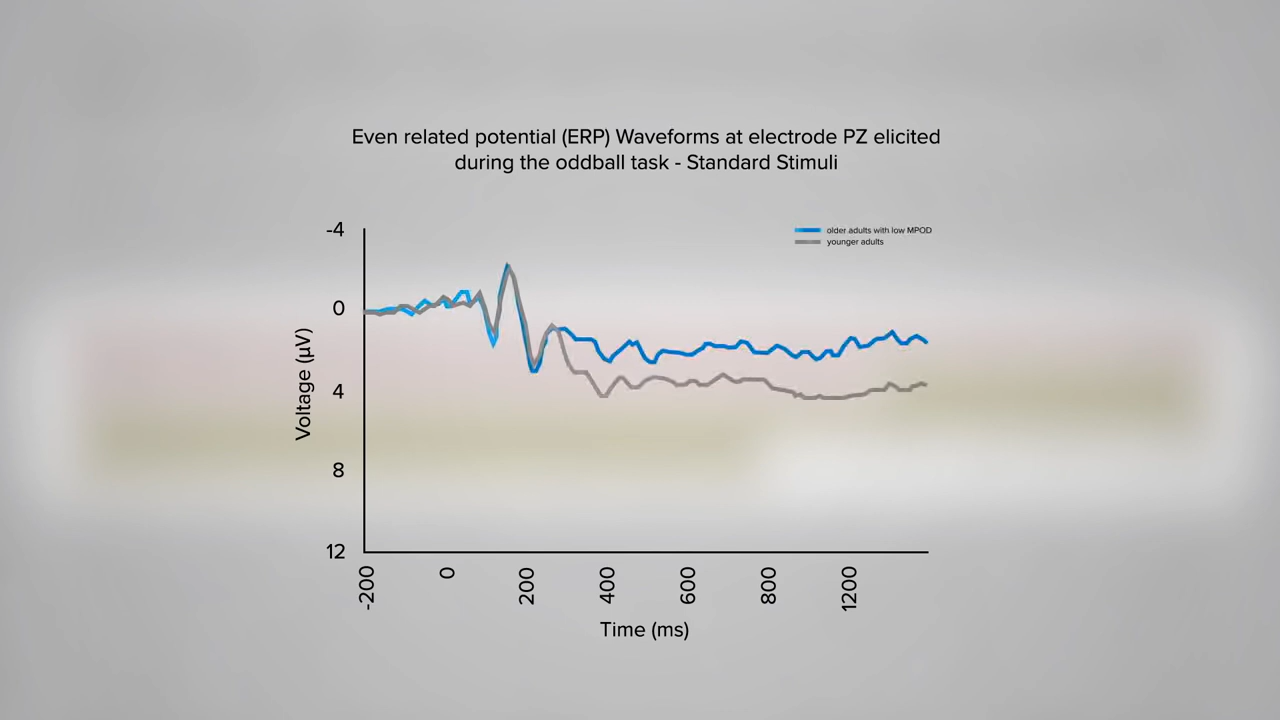 Even related potential (ERP) Waveforms at electrode PZ elicited
during the oddball task - Standard Stimuli
-4
older adults with low MPOD
younger adults
0
Voltage (µV)
4
8
12
-200
0
200
400
600
800
1200
Time (ms)